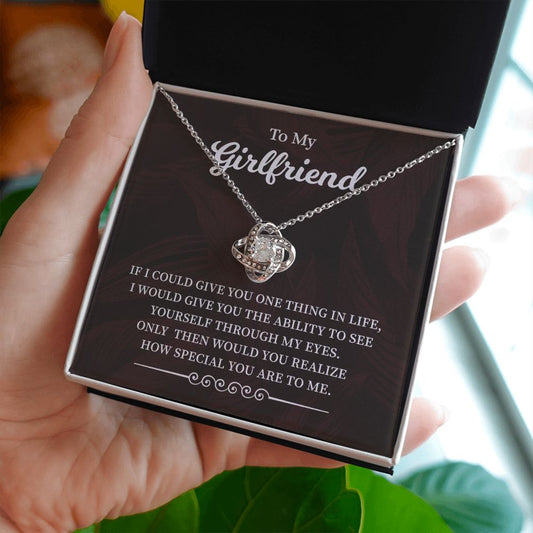 To My
Girlfriend
IF I COULD GIVE YOU ONE THING IN LIFE,
I WOULD GIVE YOU THE ABILITY TO SEE
YOURSELF THROUGH MY EYES.
ONLY THEN WOULD YOU REALIZE
HOW SPECIAL YOU ARE TO ME.